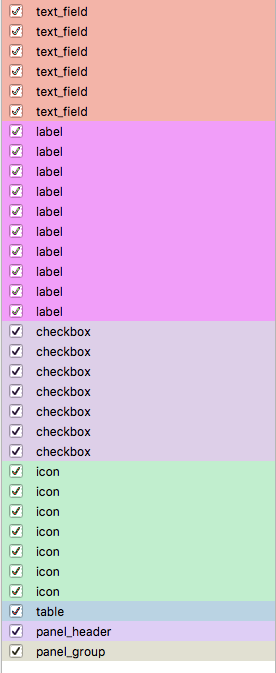 text_field
text_field
text_field
text_field
text_field
text_field
label
label
label
label
label
label
label
label
label
label
checkbox
checkbox
checkbox
checkbox
checkbox
checkbox
checkbox
icon
icon
icon
icon
icon
icon
icon
table
panel_header
panel_group